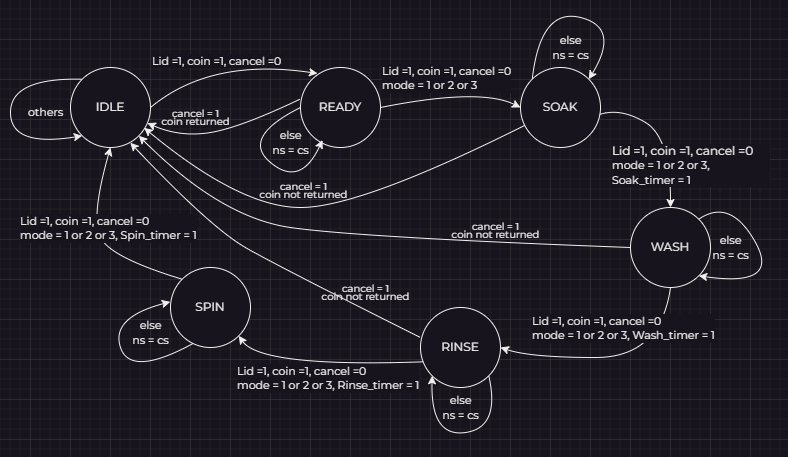 else
ns = cs
Lid =1, coin =1, cancel =0
Lid =1, coin =1, cancel =0
mode = 1 or 2 or 3
IDLE
READY
SOAK
others
cancel = 1
coin returned
else
ns = cs
Lid =1, coin =1, cancel =0
mode = 1 or 2 or 3,
Soak_timer = 1
cancel = 1
coin not returned
Lid =1, coin =1, cancel =0
mode = 1 or 2 or 3, Spin_timer = 1
cancel = 1
coin not returned
WASH
else
ns = cs
cancel = 1
coin not returned
SPIN
else
ns = cs
Lid =1, coin =1, cancel =0
mode = 1 or 2 or 3, Wash_timer = 1
RINSE
Lid =1, coin =1, cancel =0
mode = 1 or 2 or 3, Rinse_timer = 1
else
ns = cs